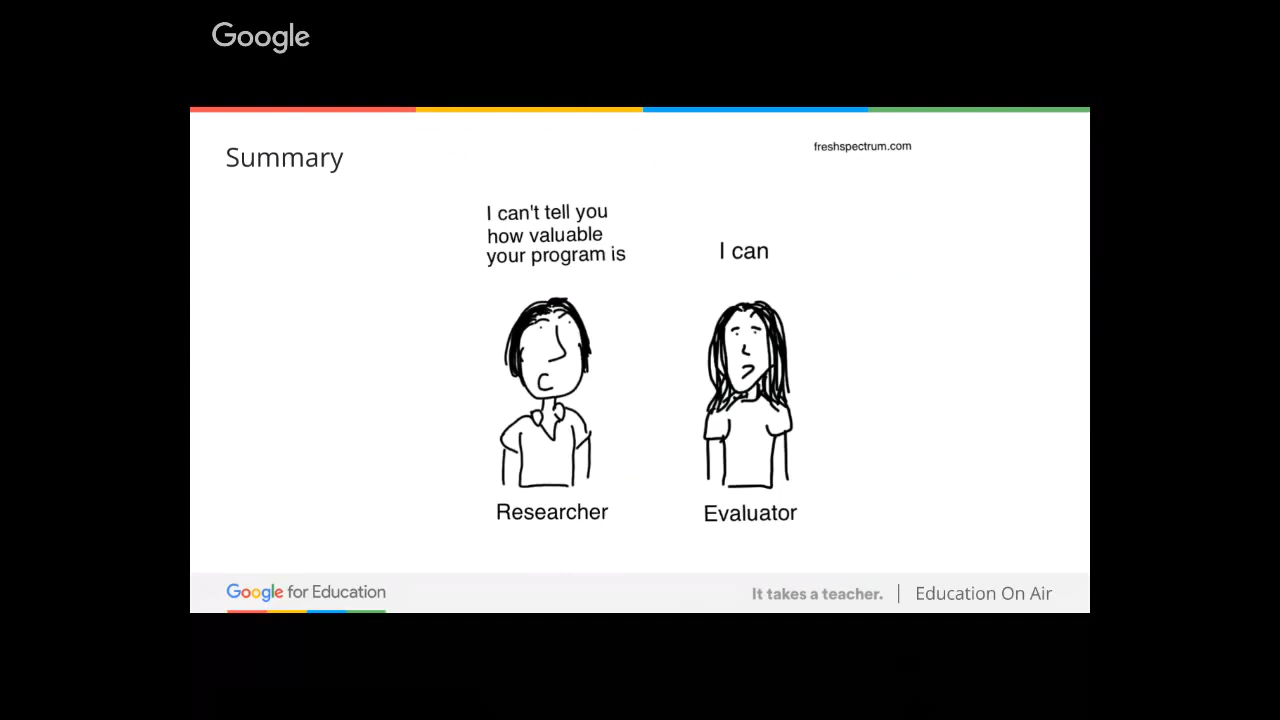 Google
Summary
freshspectrum.com
I can't tell you
how valuable
your program is
I can
Researcher
Evaluator
Google for Education
It takes a teacher. | Education On Air